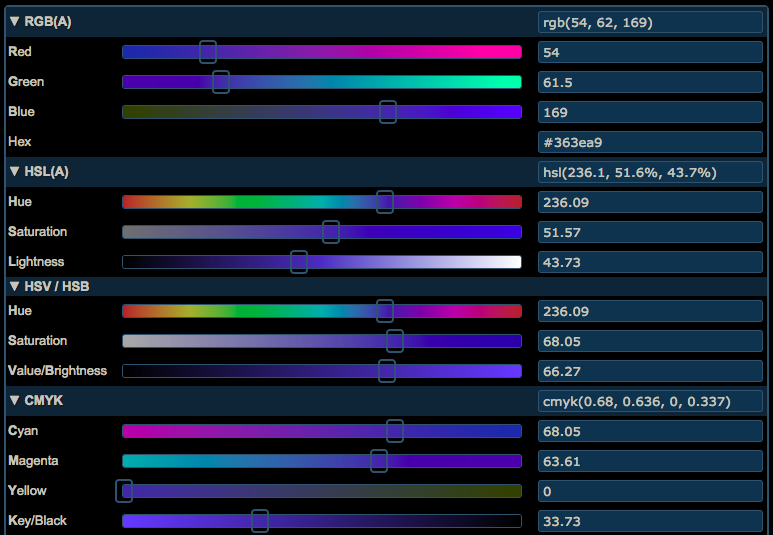 ▼ RGB(A) rgb(54, 62, 169)
Red 54
Green 61.5
Blue 169
Hex #363ea9
▼ HSL(A) hsl(236.1, 51.6%, 43.7%)
Hue 236.09
Saturation 51.57
Lightness 43.73
▼ HSV / HSB
Hue 236.09
Saturation 68.05
Value/Brightness 66.27
▼ CMYK cmyk(0.68, 0.636, 0, 0.337)
Cyan 68.05
Magenta 63.61
Yellow 0
Key/Black 33.73